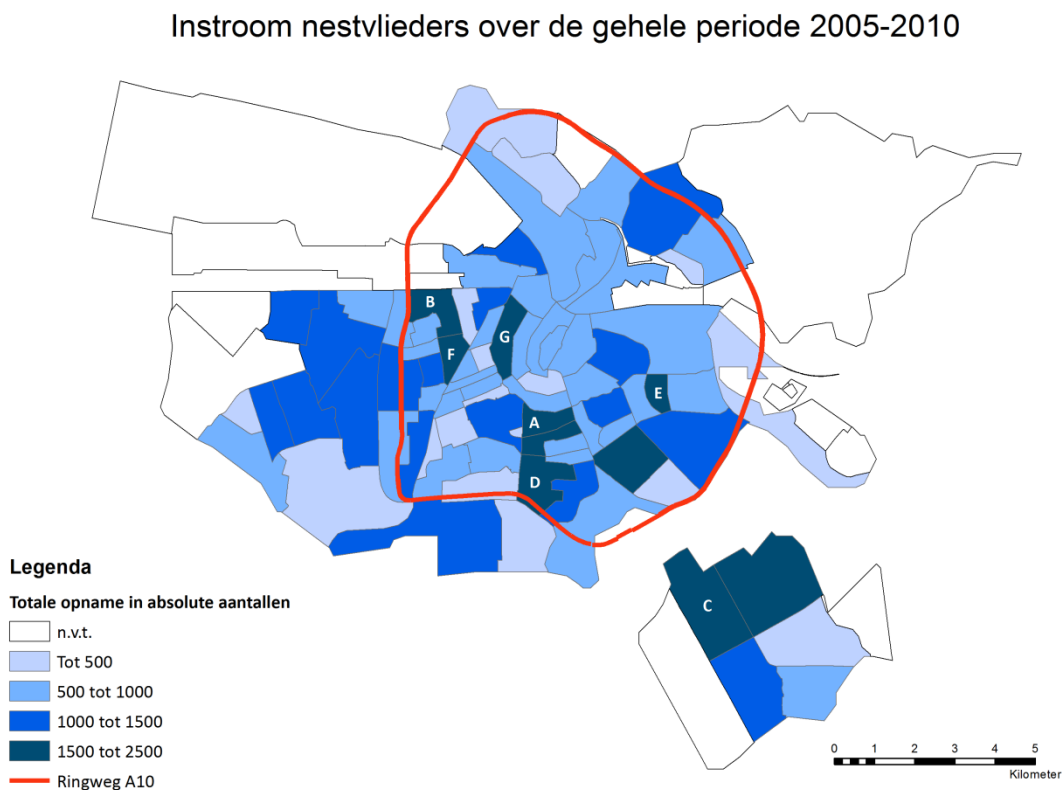 Instroom nestvlieders over de gehele periode 2005-2010
B
G
F
E
A
D
C
Legenda
Totale opname in absolute aantallen
n.v.t.
Tot 500
500 tot 1000
1000 tot 1500
1500 tot 2500
Ringweg A10
0 1 2 3 4 5
Kilometer